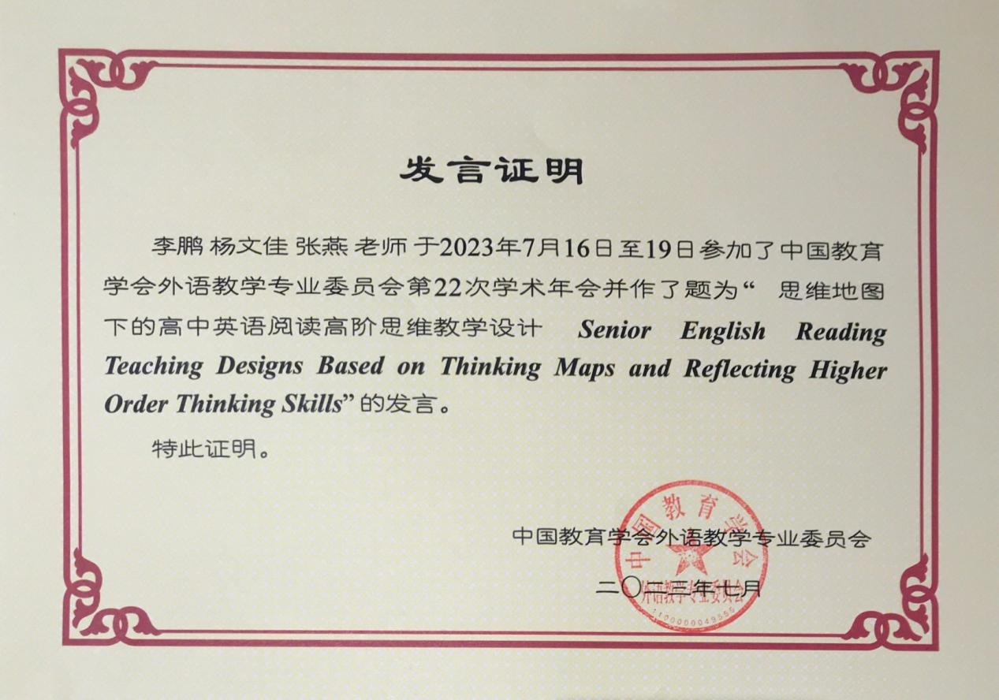 发言证明
李鹏 杨文佳 张燕 老师 于2023年7月16日至19日参加了中国教育
学会外语教学专业委员会第22次学术年会并作了题为“ 思维地图
下的高中英语阅读高阶思维教学设计 Senior English Reading
Teaching Designs Based on Thinking Maps and Reflecting Higher
Order Thinking Skills”的发言。
特此证明。
中国教育学会外语教学专业委员会
二〇二三年七月
中国教育学会
外语教学专业委员会